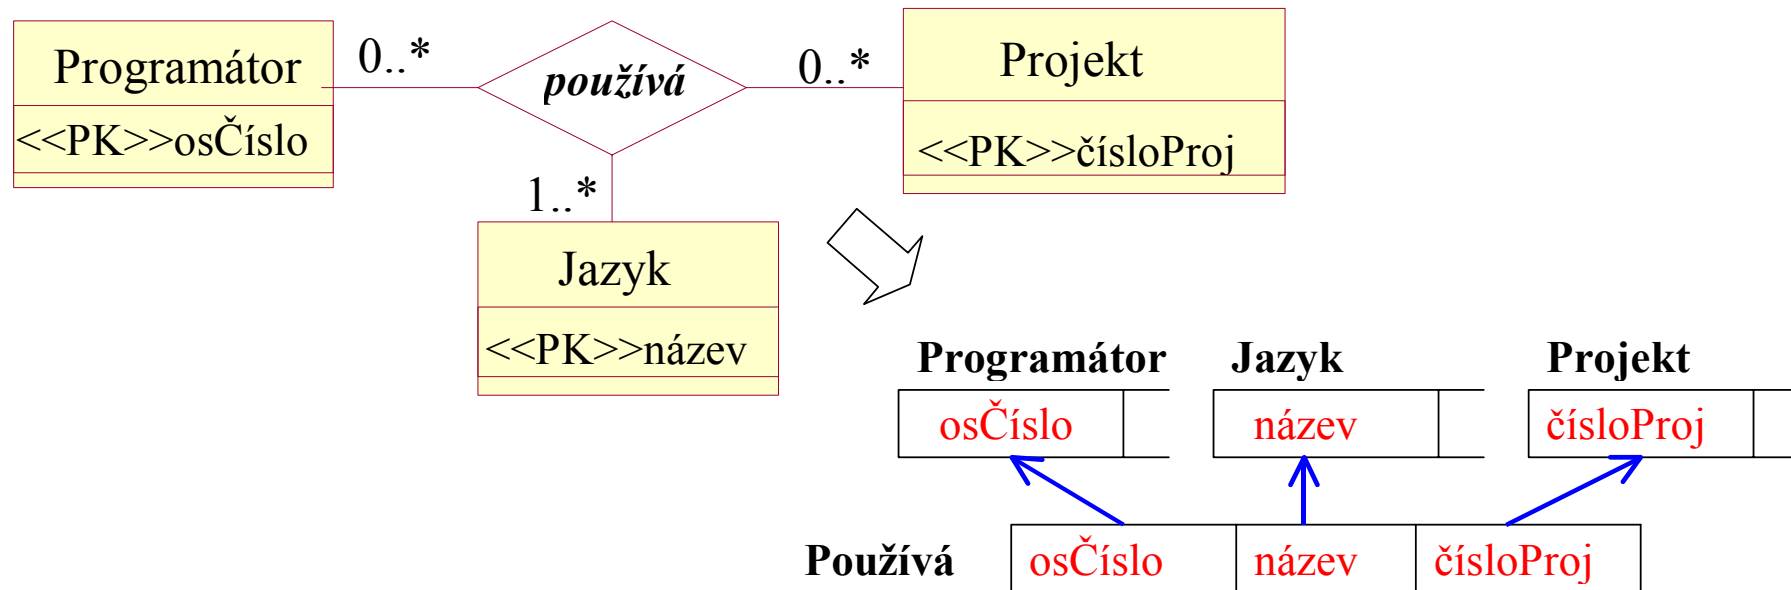 Programátor
<<PK>>osČíslo
0..*
používá
0..*
Projekt
<<PK>>čísloProj
1..*
Jazyk
<<PK>>název
Programátor Jazyk Projekt
osČíslo název čísloProj
Používá osČíslo název čísloProj